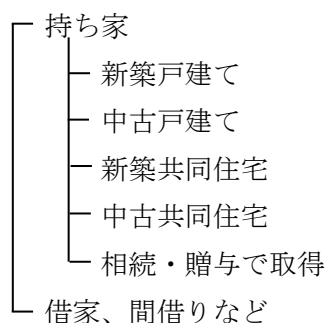 持ち家
新築戸建て
中古戸建て
新築共同住宅
中古共同住宅
相続・贈与で取得
借家、間借りなど